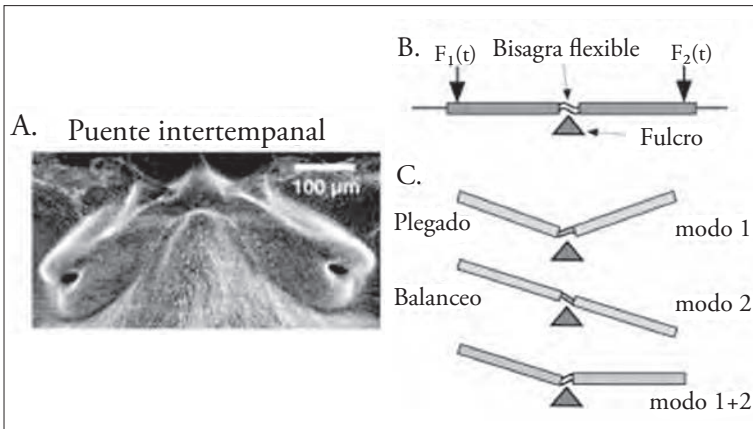 A. Puente intertempanal
100 µm
B.
F₁(t)
Bisagra flexible
F₂(t)
Fulcro
C.
Plegado
modo 1
Balanceo
modo 2
modo 1+2